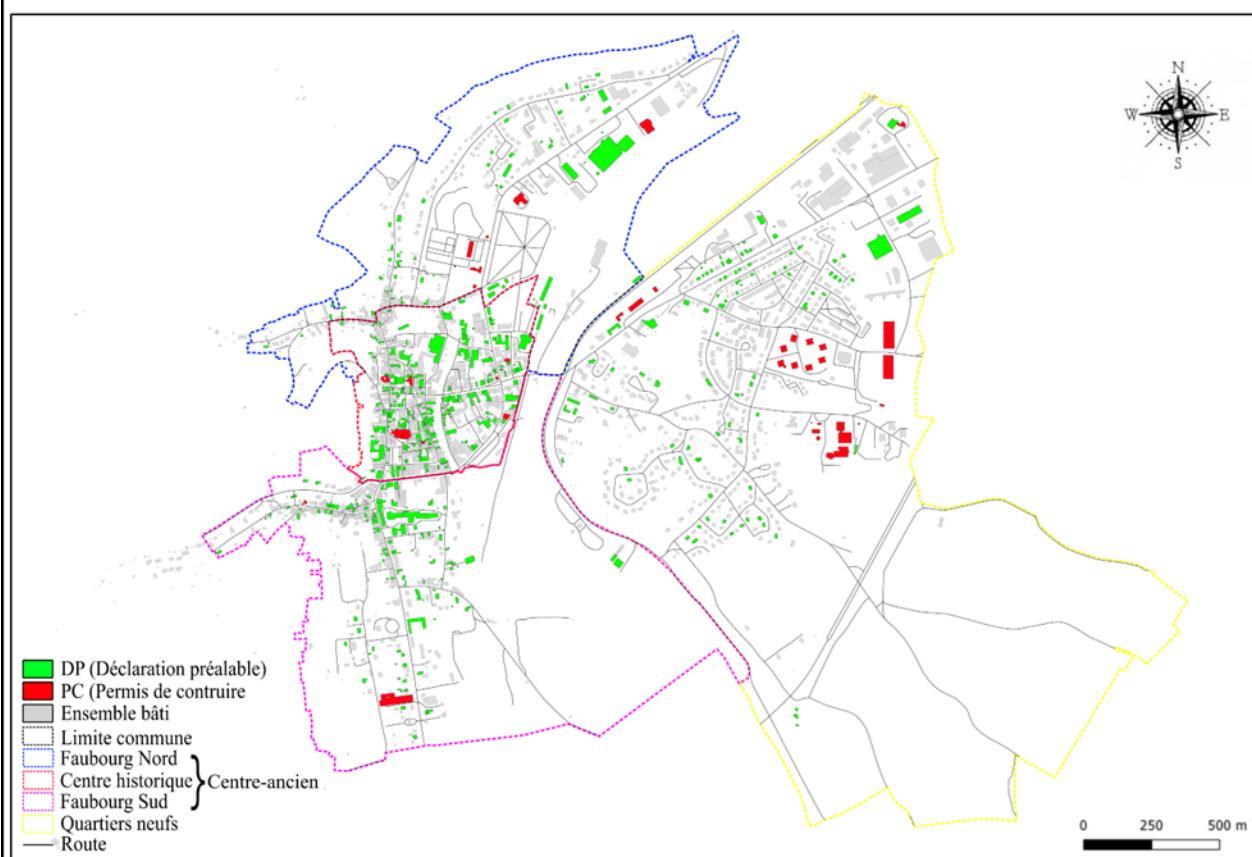 N
W E
S
DP (Déclaration préalable)
PC (Permis de contruire
Ensemble bâti
Limite commune
Faubourg Nord
Centre historique } Centre-ancien
Faubourg Sud
Quartiers neufs
Route
0 250 500 m